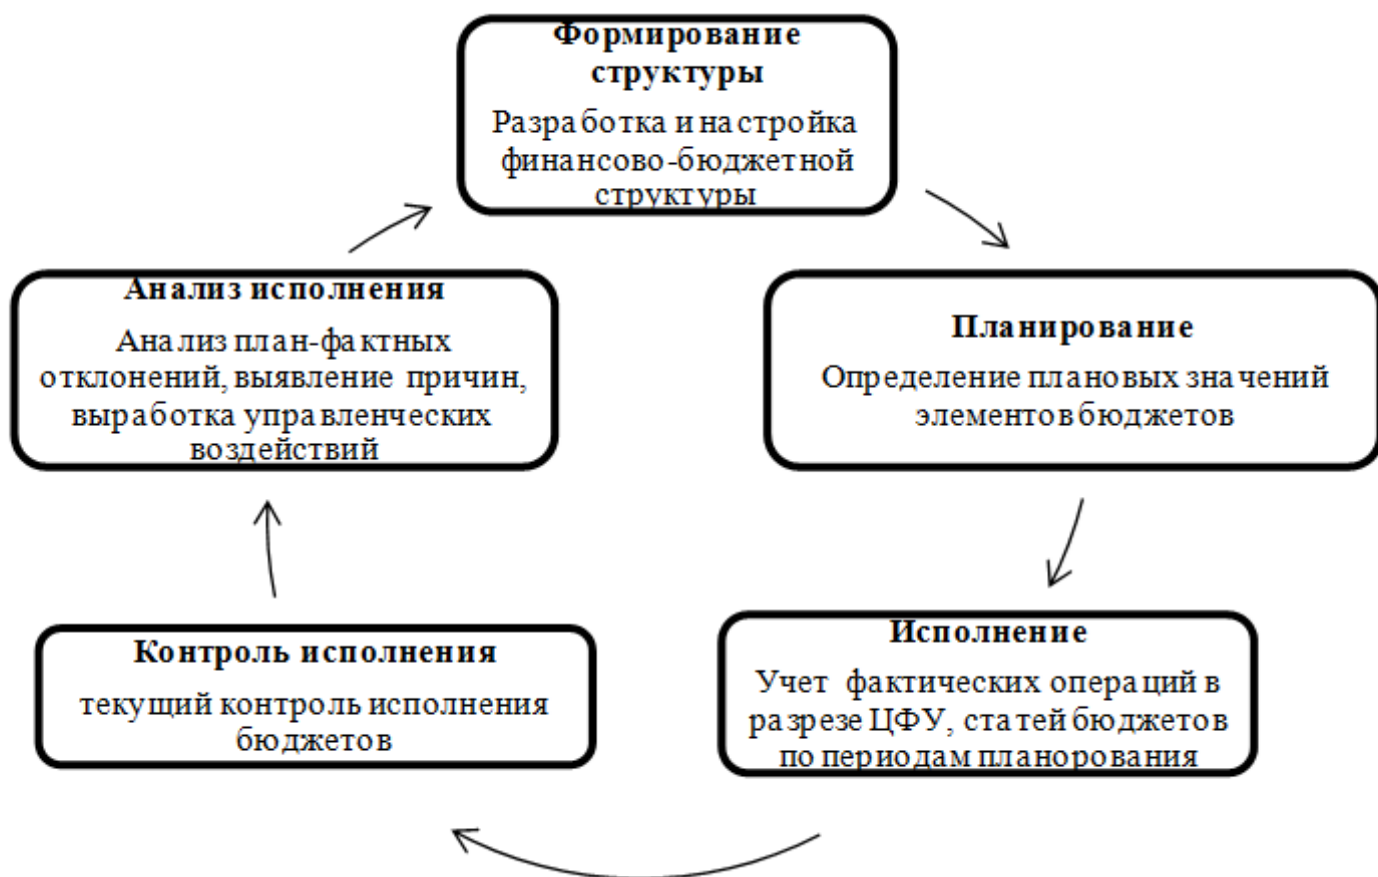 Формирование
структуры
Разработка и настройка
финансово-бюджетной
структуры
Анализ исполнения
Анализ план-фактных
отклонений, выявление причин,
выработка управленческих
воздействий
Планирование
Определение плановых значений
элементов бюджетов
Контроль исполнения
текущий контроль исполнения
бюджетов
Исполнение
Учет фактических операций в
разрезе ЦФУ, статей бюджетов
по периодам планорования